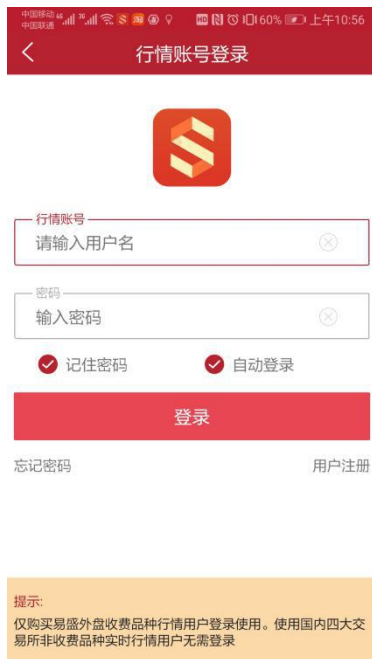 中国移动 46 36 HD 60% 上午10:56
中国联通
行情账号登录
行情账号
请输入用户名
密码
输入密码
记住密码 自动登录
登录
忘记密码 用户注册
提示:
仅购买易盛外盘收费品种行情用户登录使用。使用国内四大交
易所非收费品种实时行情用户无需登录